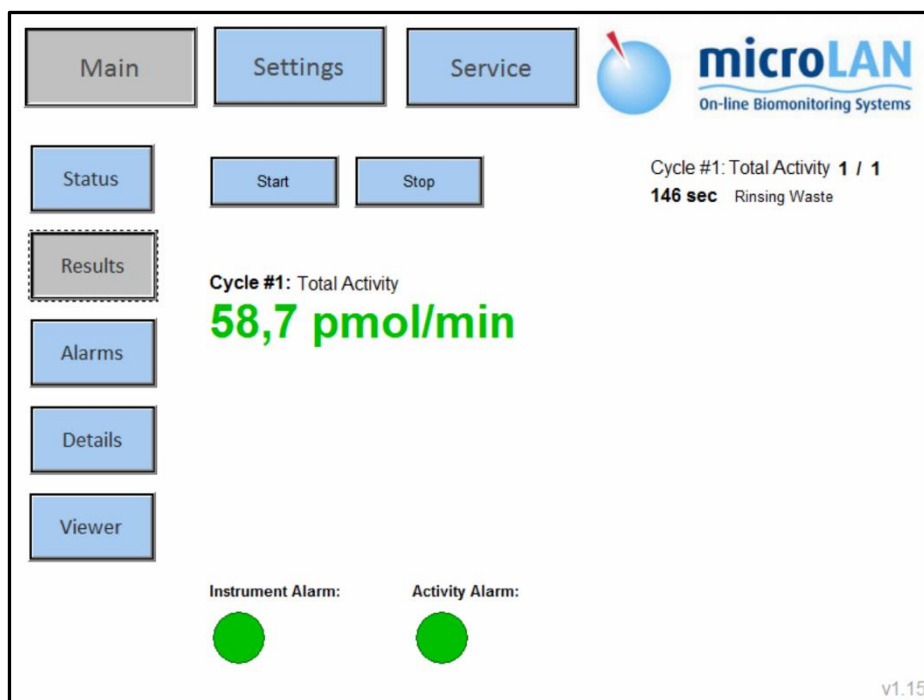 Main
Settings
Service
microLAN
On-line Biomonitoring Systems
Status
Start
Stop
Cycle #1: Total Activity 1 / 1
146 sec Rinsing Waste
Results
Cycle #1: Total Activity
58,7 pmol/min
Alarms
Details
Viewer
Instrument Alarm:
Activity Alarm:
v1.15